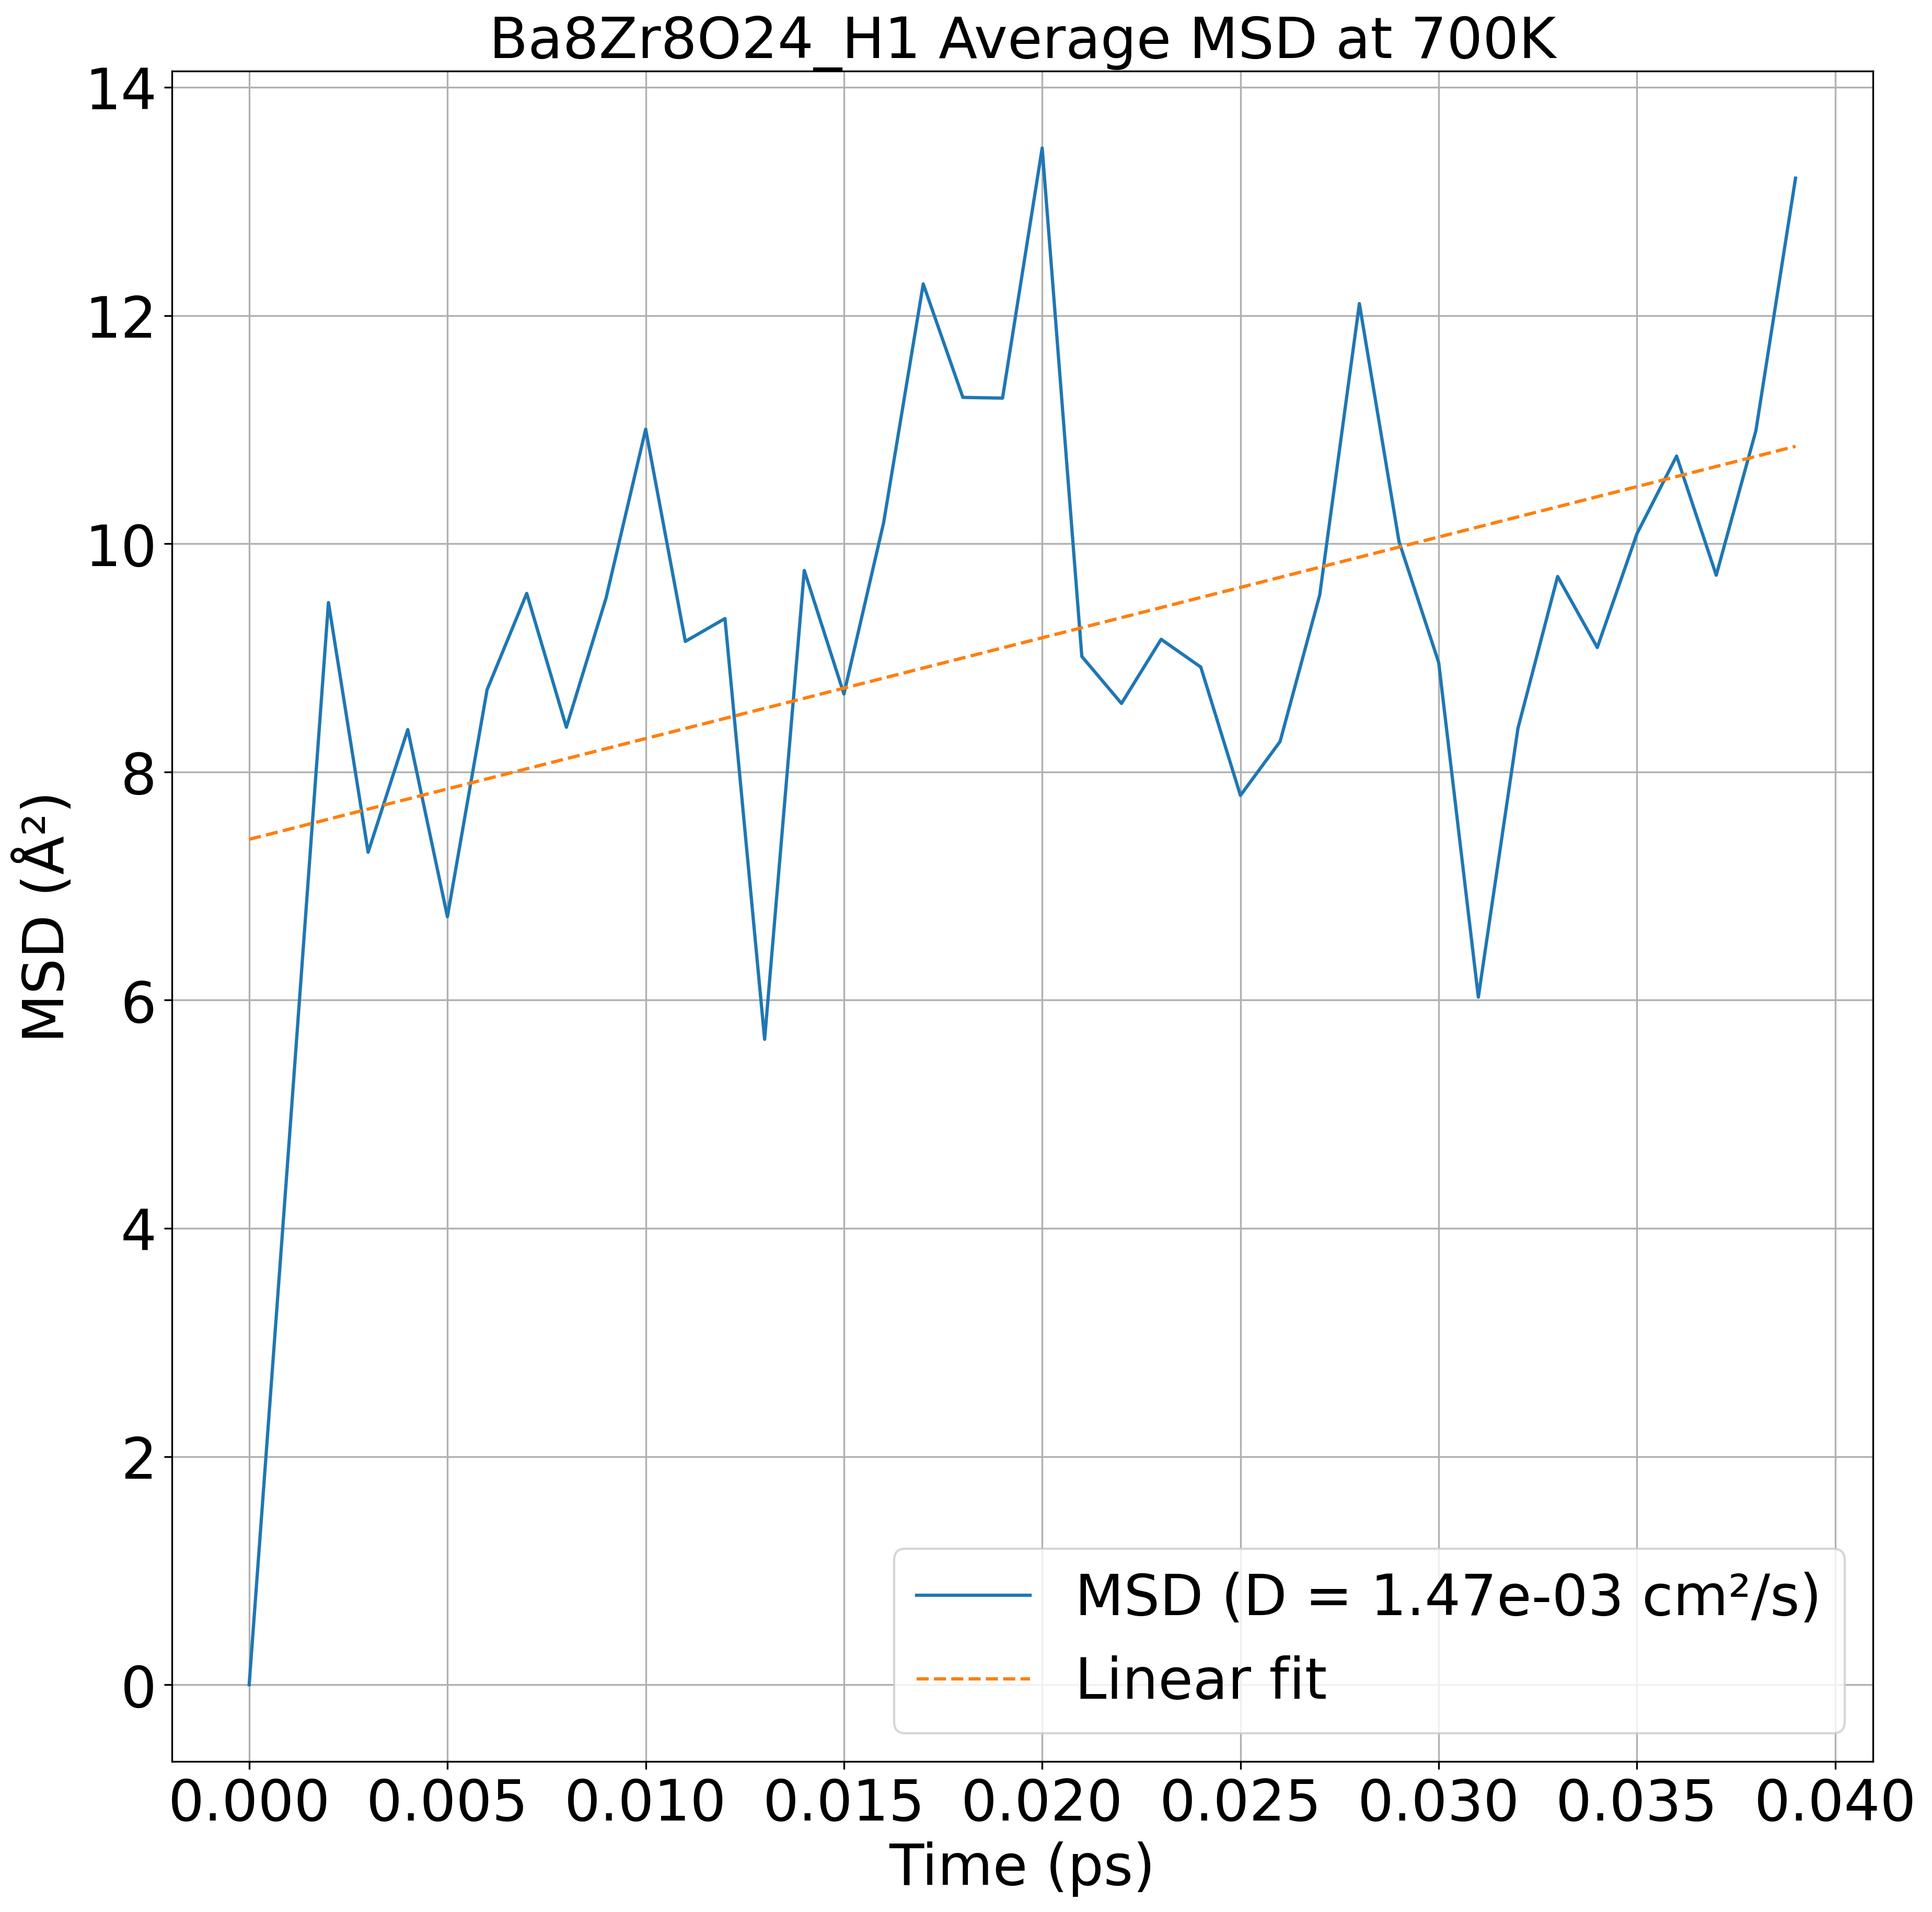 Ba8Zr8O24_H1 Average MSD at 700K
14
12
10
8
6
4
2
0
MSD (Å²)
MSD (D = 1.47e-03 cm²/s)
Linear fit
0.000 0.005 0.010 0.015 0.020 0.025 0.030 0.035 0.040
Time (ps)